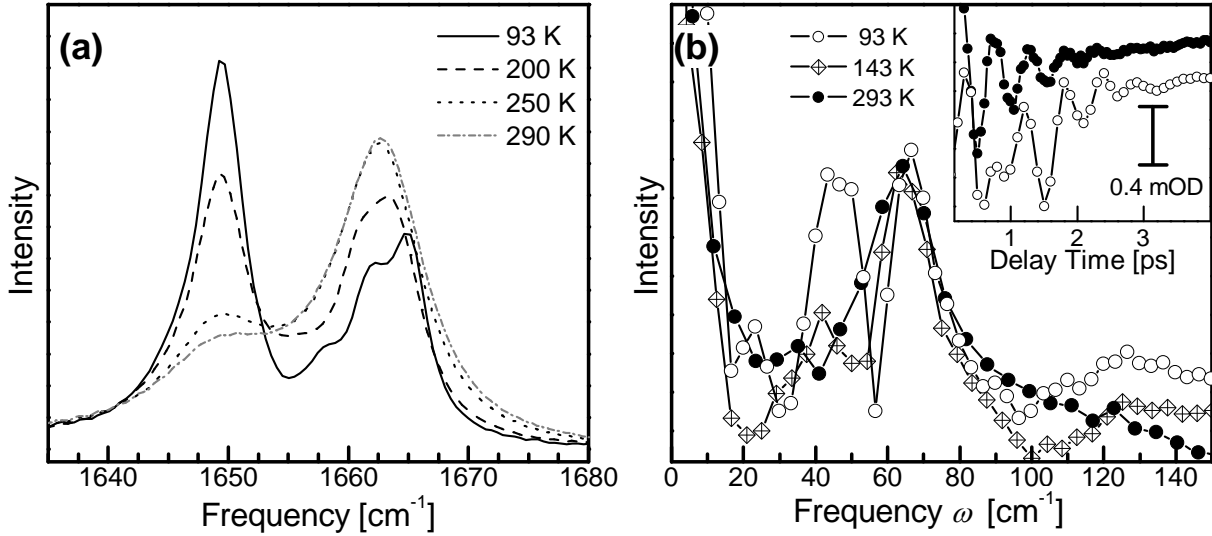 (a)
93 K
200 K
250 K
290 K
Intensity
1640 1650 1660 1670 1680
Frequency [cm⁻¹]
(b)
93 K
143 K
293 K
0.4 mOD
1 2 3
Delay Time [ps]
Intensity
0 20 40 60 80 100 120 140
Frequency ω [cm⁻¹]